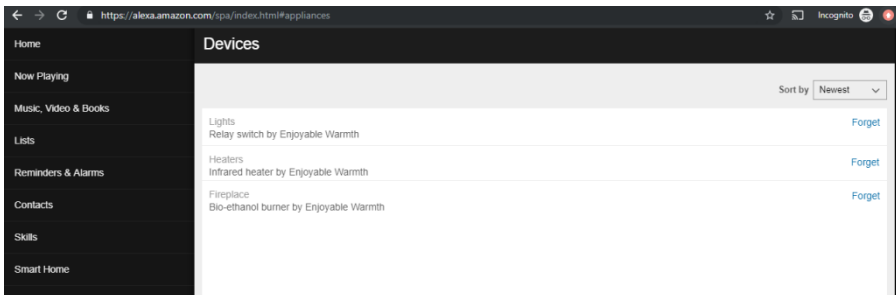 https://alexa.amazon.com/spa/index.html#appliances
Incognito
Home
Devices
Now Playing
Sort by Newest
Music, Video & Books
Lights
Forget
Relay switch by Enjoyable Warmth
Lists
Heaters
Forget
Infrared heater by Enjoyable Warmth
Reminders & Alarms
Fireplace
Forget
Bio-ethanol burner by Enjoyable Warmth
Contacts
Skills
Smart Home